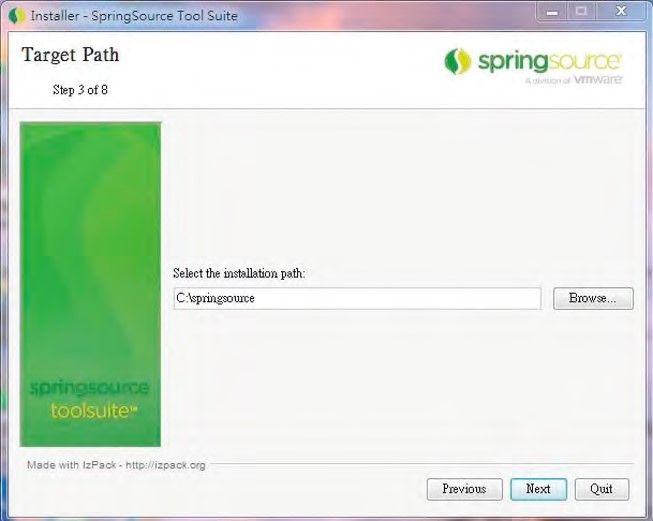 Installer - SpringSource Tool Suite
Target Path
Step 3 of 8
springsource
A division of vmware
Select the installation path:
C:\springsource
Browse...
springsource
toolsuite™
Made with IzPack - http://izpack.org
Previous
Next
Quit